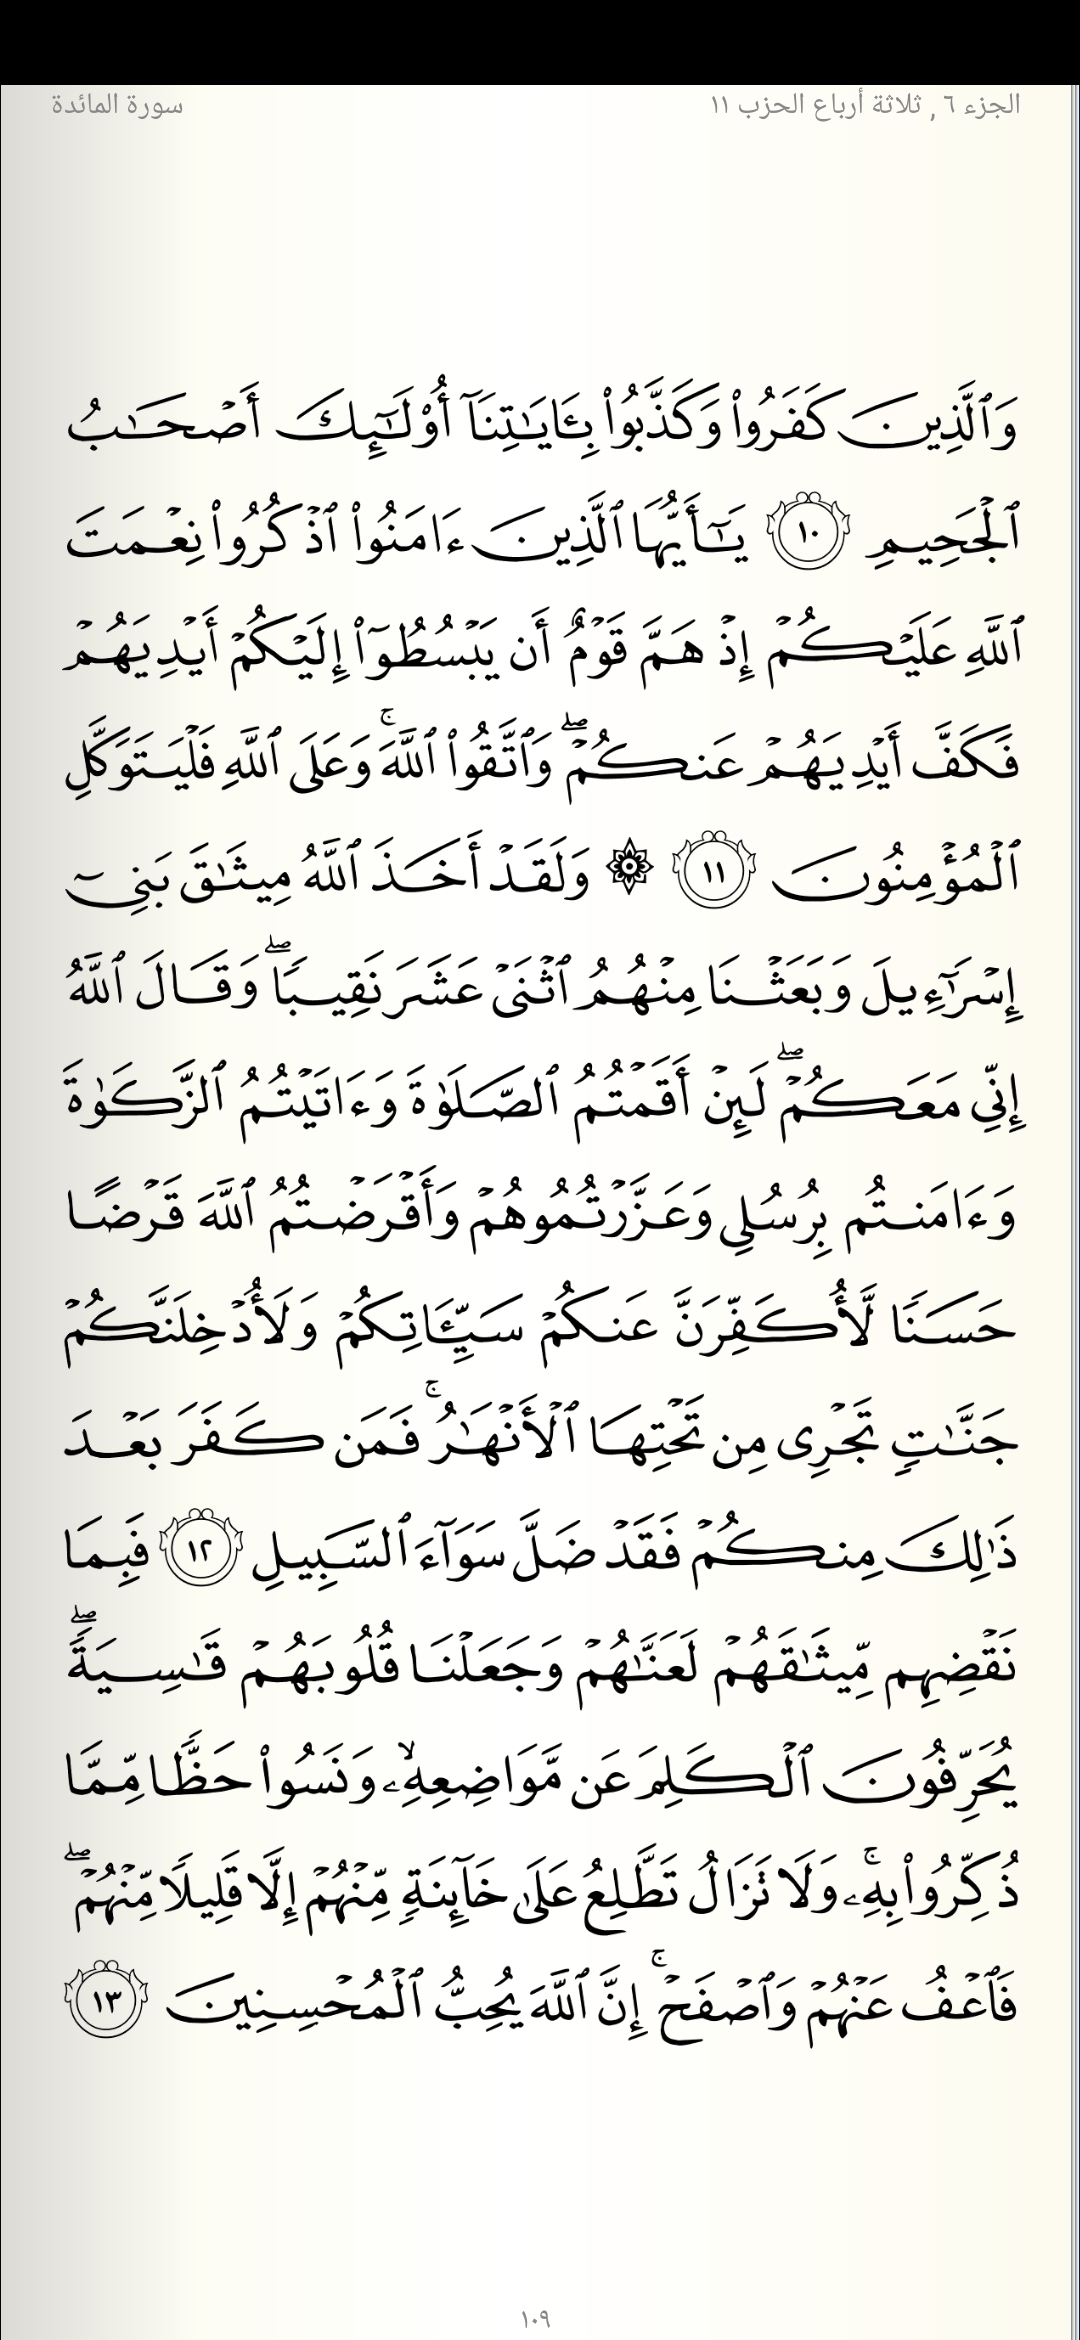 الجزء ٦ , ثلاثة أرباع الحزب ١١
سورة المائدة
وَٱلَّذِينَ كَفَرُوا۟ وَكَذَّبُوا۟ بِـَٔايَـٰتِنَآ أُو۟لَـٰٓئِكَ أَصْحَـٰبُ
ٱلْجَحِيمِ ١٠ يَـٰٓأَيُّهَا ٱلَّذِينَ ءَامَنُوا۟ ٱذْكُرُوا۟ نِعْمَتَ
ٱللَّهِ عَلَيْكُمْ إِذْ هَمَّ قَوْمٌ أَن يَبْسُطُوٓا۟ إِلَيْكُمْ أَيْدِيَهُمْ
فَكَفَّ أَيْدِيَهُمْ عَنكُمْ ۖ وَٱتَّقُوا۟ ٱللَّهَ ۚ وَعَلَى ٱللَّهِ فَلْيَتَوَكَّلِ
ٱلْمُؤْمِنُونَ ١١ ۞ وَلَقَدْ أَخَذَ ٱللَّهُ مِيثَـٰقَ بَنِىٓ
إِسْرَٰٓءِيلَ وَبَعَثْنَا مِنْهُمُ ٱثْنَىْ عَشَرَ نَقِيبًا ۖ وَقَالَ ٱللَّهُ
إِنِّى مَعَكُمْ ۖ لَئِنْ أَقَمْتُمُ ٱلصَّلَوٰةَ وَءَاتَيْتُمُ ٱلزَّكَوٰةَ
وَءَامَنتُم بِرُسُلِى وَعَزَّرْتُمُوهُمْ وَأَقْرَضْتُمُ ٱللَّهَ قَرْضًا
حَسَنًا لَّأُكَفِّرَنَّ عَنكُمْ سَيِّـَٔاتِكُمْ وَلَأُدْخِلَنَّكُمْ
جَنَّـٰتٍ تَجْرِى مِن تَحْتِهَا ٱلْأَنْهَـٰرُ ۚ فَمَن كَفَرَ بَعْدَ
ذَٰلِكَ مِنكُمْ فَقَدْ ضَلَّ سَوَآءَ ٱلسَّبِيلِ ١٢ فَبِمَا
نَقْضِهِم مِّيثَـٰقَهُمْ لَعَنَّـٰهُمْ وَجَعَلْنَا قُلُوبَهُمْ قَـٰسِيَةً ۖ
يُحَرِّفُونَ ٱلْكَلِمَ عَن مَّوَاضِعِهِۦ ۙ وَنَسُوا۟ حَظًّا مِّمَّا
ذُكِّرُوا۟ بِهِۦ ۚ وَلَا تَزَالُ تَطَّلِعُ عَلَىٰ خَآئِنَةٍ مِّنْهُمْ إِلَّا قَلِيلًا مِّنْهُمْ ۖ
فَٱعْفُ عَنْهُمْ وَٱصْفَحْ ۚ إِنَّ ٱللَّهَ يُحِبُّ ٱلْمُحْسِنِينَ ١٣
١٠٩